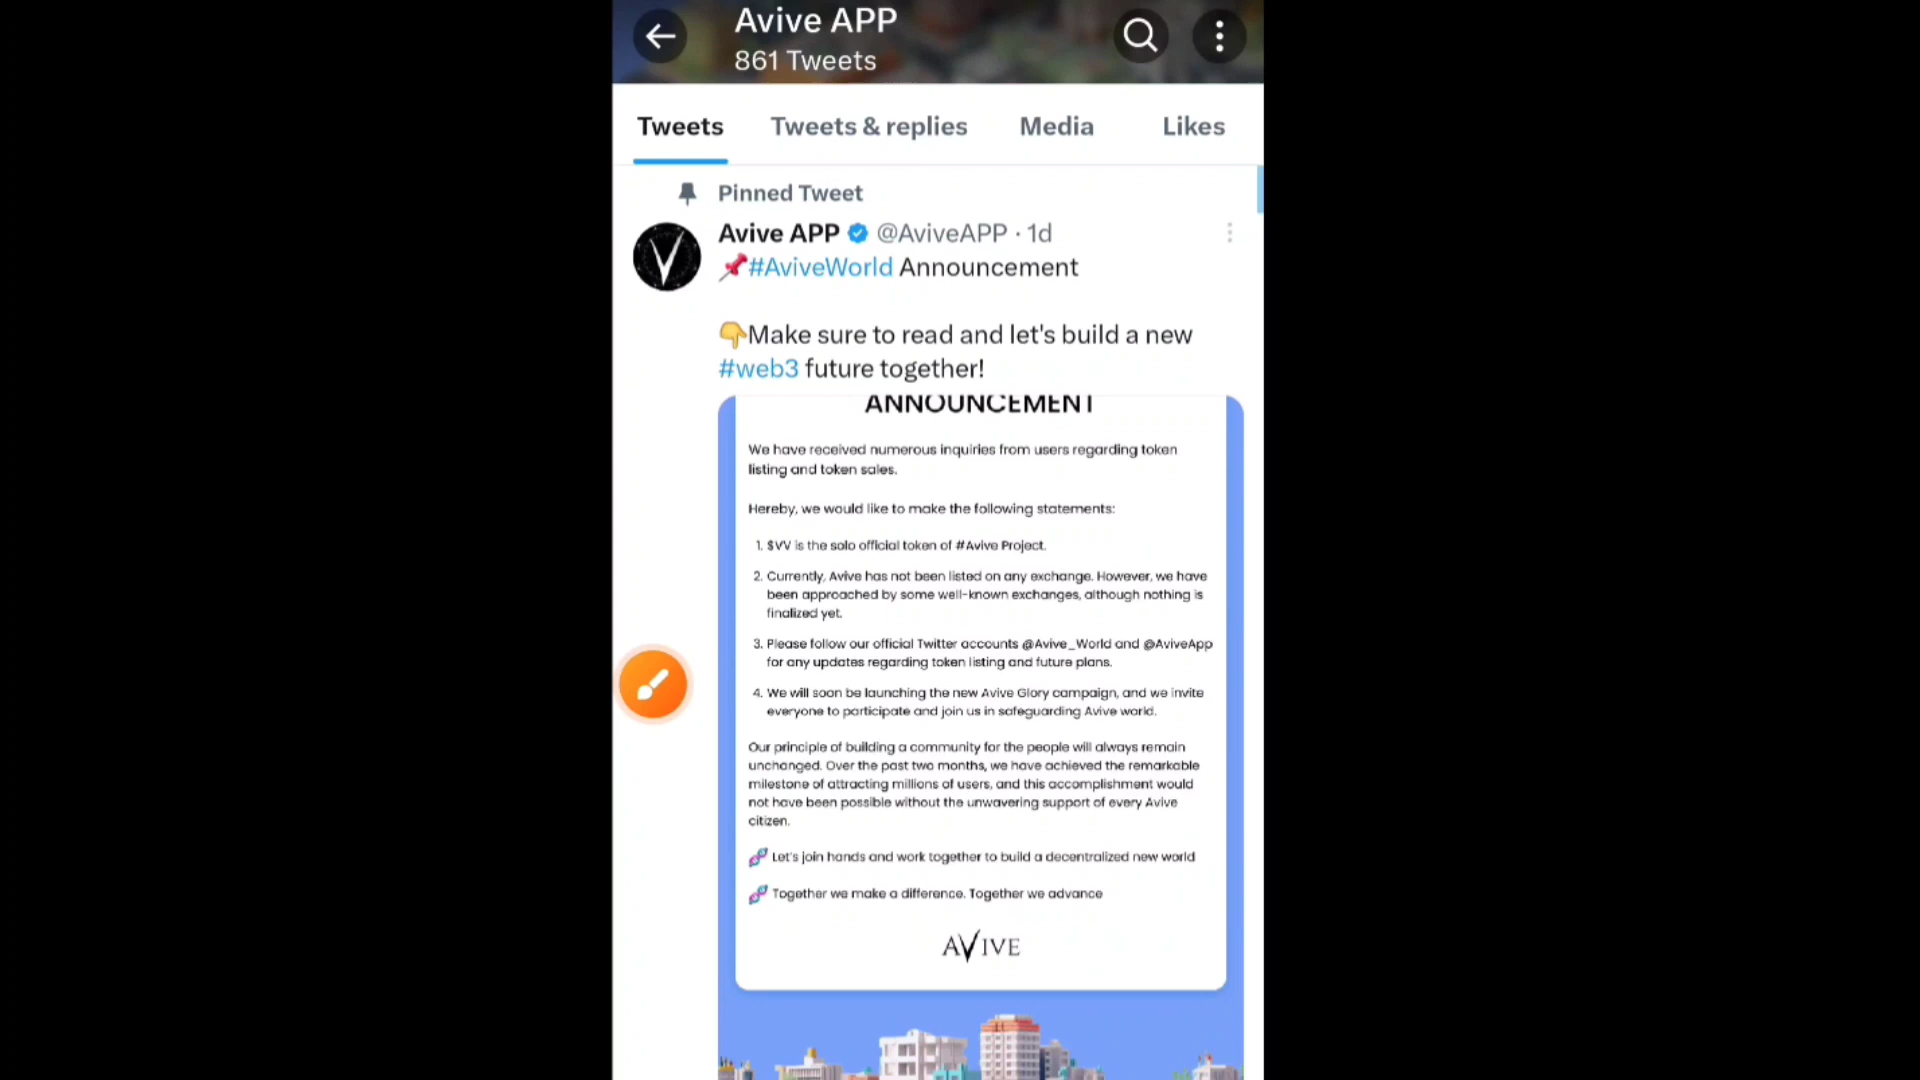 Avive APP
861 Tweets
Tweets Tweets & replies Media Likes
Pinned Tweet
Avive APP @AviveAPP · 1d
#AviveWorld Announcement
Make sure to read and let's build a new
#web3 future together!
ANNOUNCEMENT
We have received numerous inquiries from users regarding token
listing and token sales.
Hereby, we would like to make the following statements:
1. $VV is the solo official token of #Avive Project.
2. Currently, Avive has not been listed on any exchange. However, we have
been approached by some well-known exchanges, although nothing is
finalized yet.
3. Please follow our official Twitter accounts @Avive_World and @AviveApp
for any updates regarding token listing and future plans.
4. We will soon be launching the new Avive Glory campaign, and we invite
everyone to participate and join us in safeguarding Avive world.
Our principle of building a community for the people will always remain
unchanged. Over the past two months, we have achieved the remarkable
milestone of attracting millions of users, and this accomplishment would
not have been possible without the unwavering support of every Avive
citizen.
Let's join hands and work together to build a decentralized new world
Together we make a difference. Together we advance
AVIVE